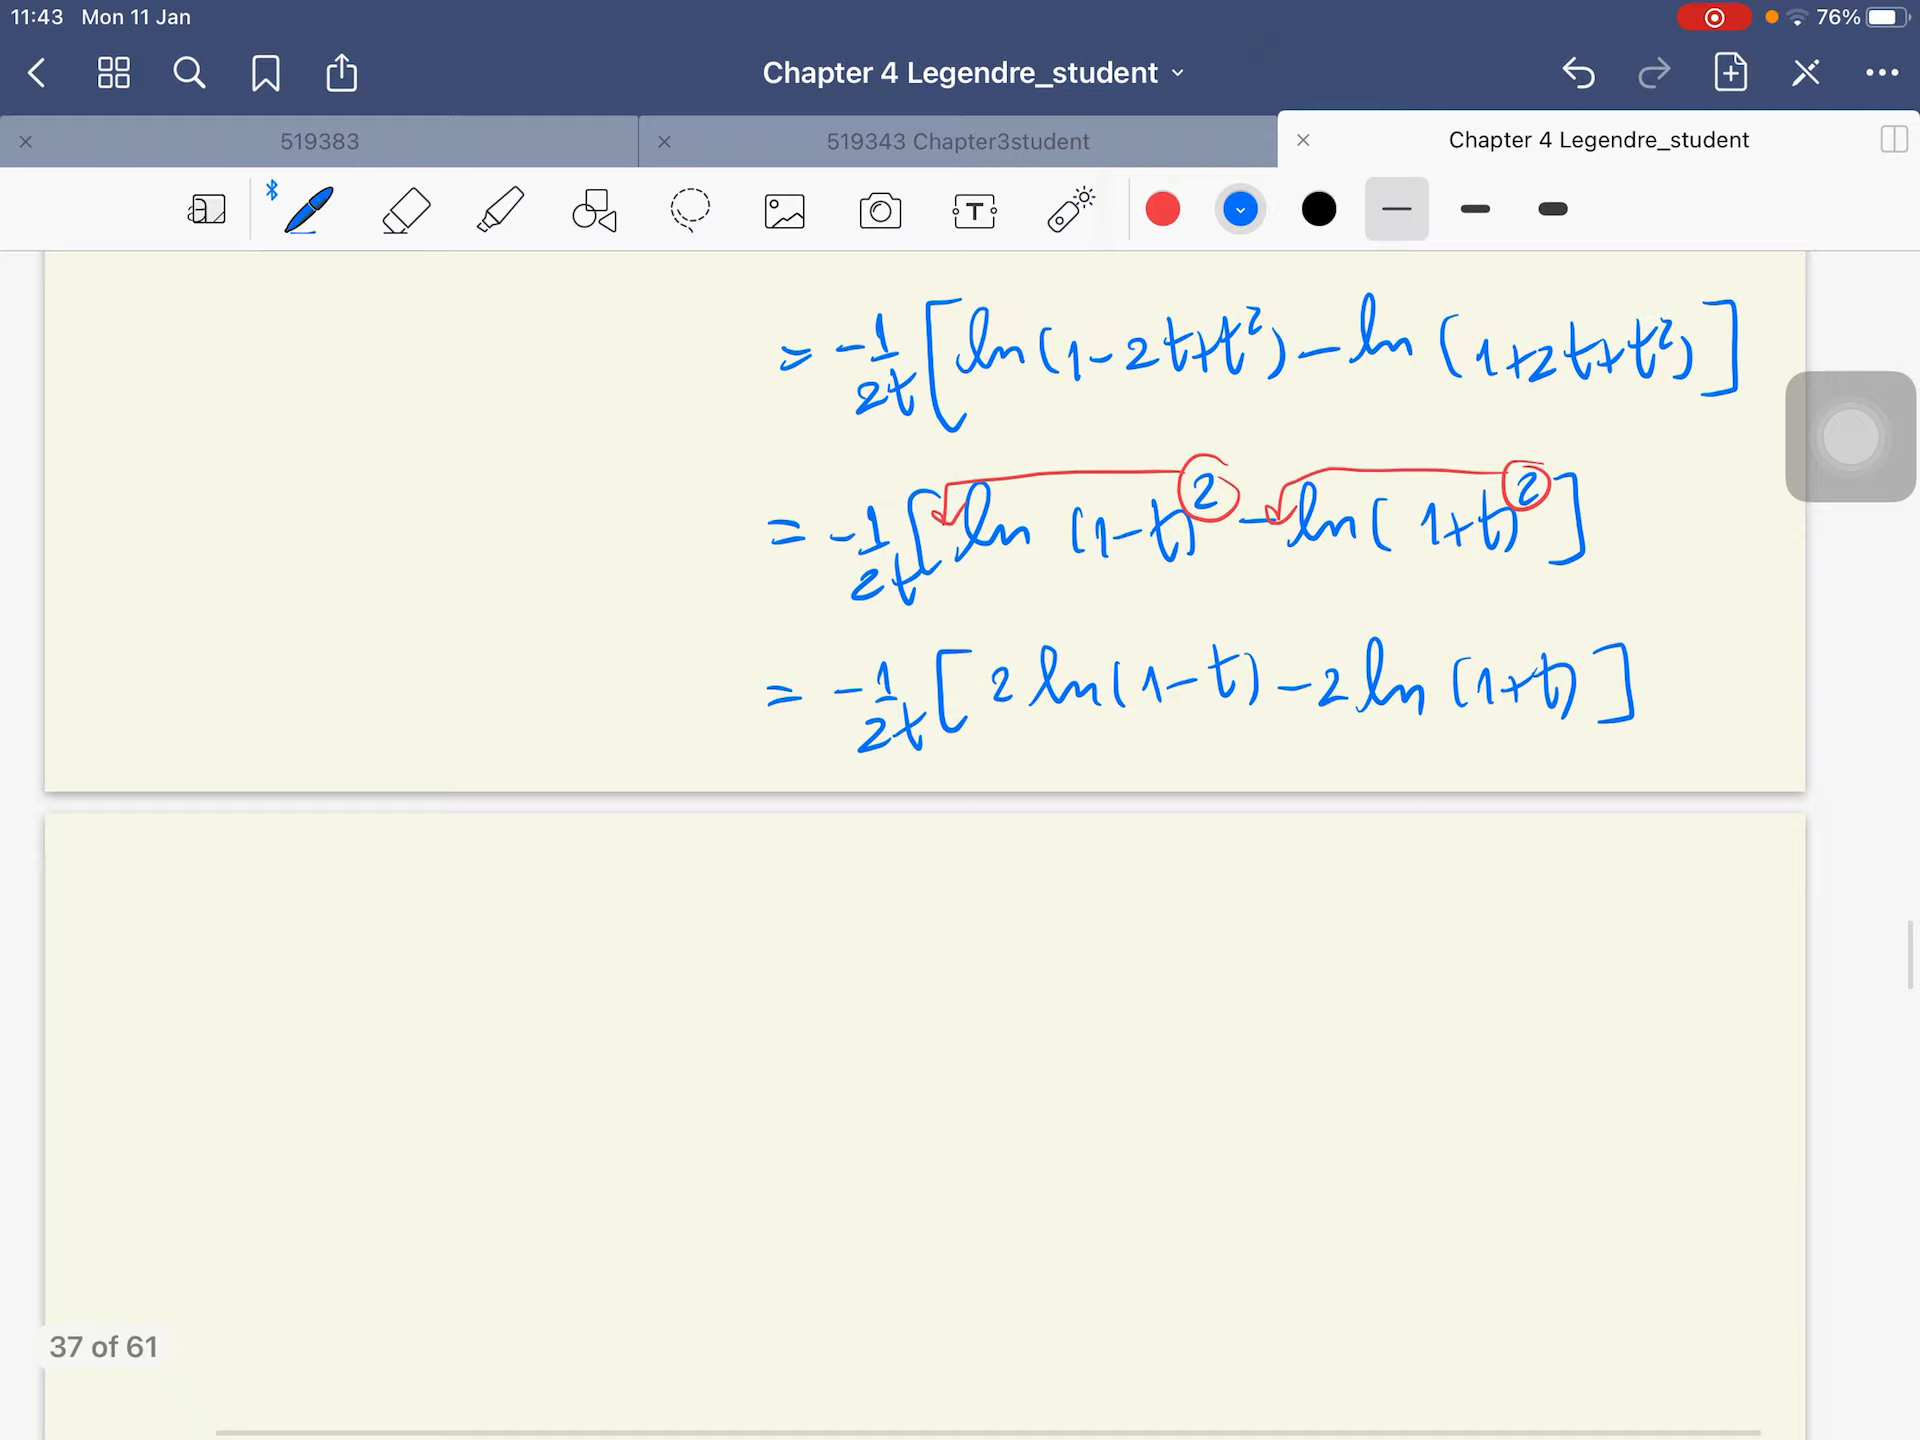 11:43 Mon 11 Jan 76%
Chapter 4 Legendre_student
519383 519343 Chapter3student Chapter 4 Legendre_student
= -1/2t [ln(1-2t+t²) - ln(1+2t+t²)]
= -1/2t [ln(1-t)² - ln(1+t)²]
= -1/2t [2 ln(1-t) - 2 ln(1+t)]
37 of 61